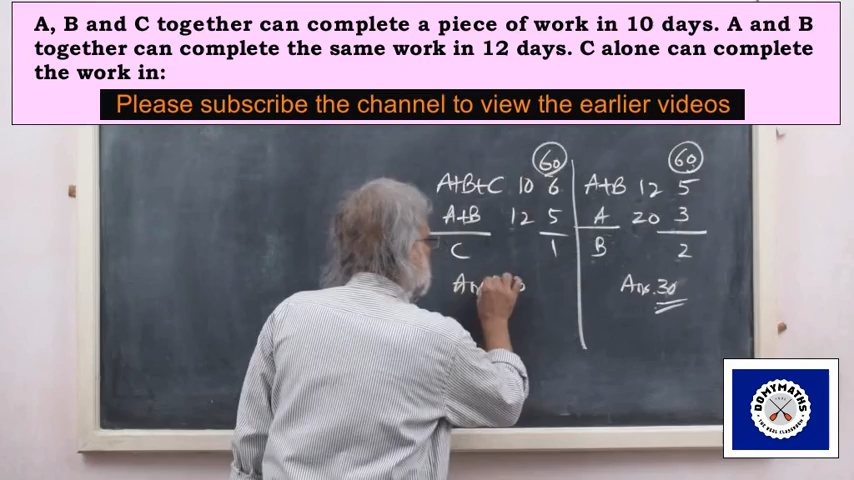 A, B and C together can complete a piece of work in 10 days. A and B
together can complete the same work in 12 days. C alone can complete
the work in:
Please subscribe the channel to view the earlier videos
60
A+B+C 10 6
A+B 12 5
C 1
60
A+B 12 5
A 20 3
B 2
Ans. 30
DOMYMATHS
THE REAL CLASSROOM